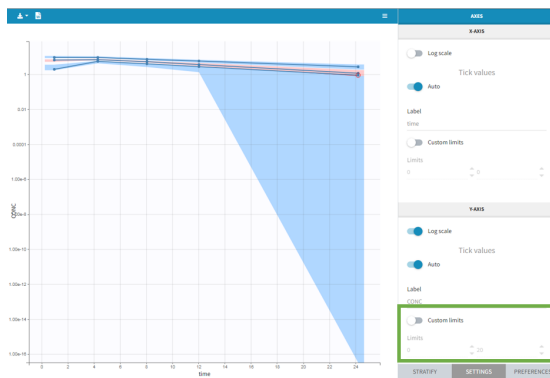 AXES
X-AXIS
Log scale
Tick values
Auto
Label
time
Custom limits
Limits
0 0
Y-AXIS
Log scale
Tick values
Auto
Label
CONC
Custom limits
Limits
0 20
STRATIFY SETTINGS PREFERENCES
CONC
1
0.01
0.0001
1.00e-6
1.00e-8
1.00e-10
1.00e-12
1.00e-14
1.00e-16
0 2 4 6 8 10 12 14 16 18 20 22 24
time